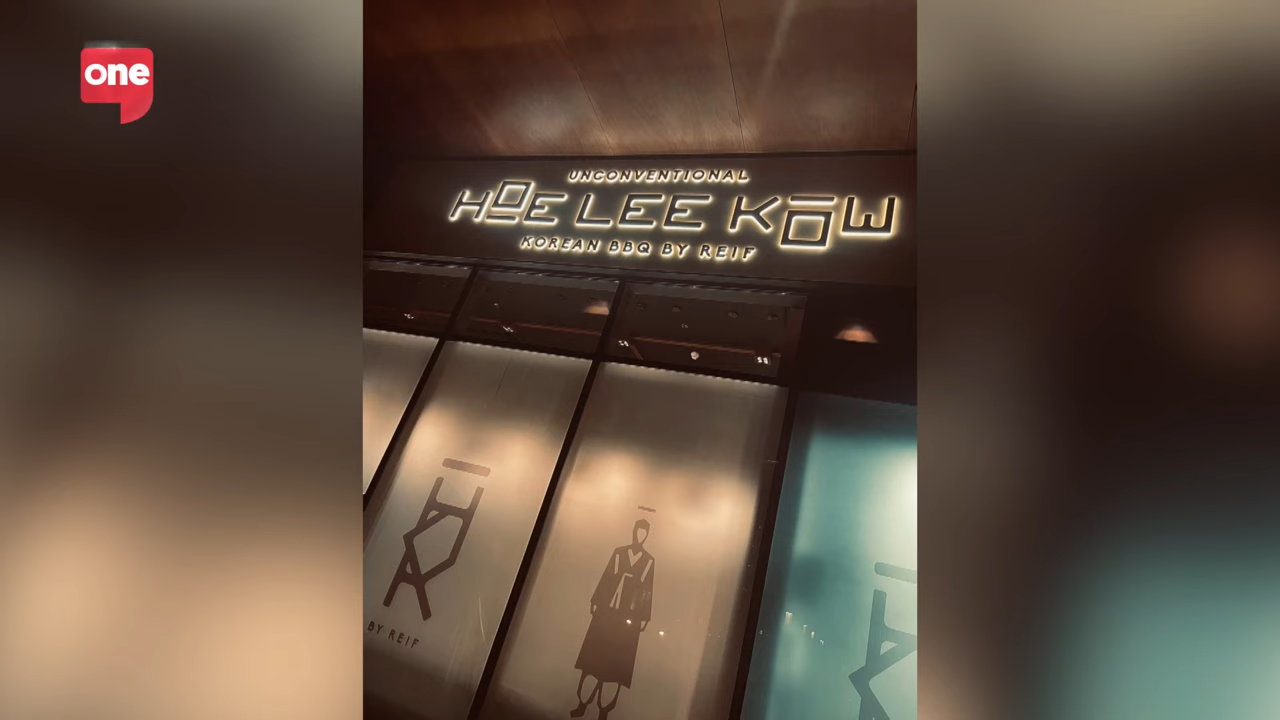 one
UNCONVENTIONAL
HOE LEE KOW
KOREAN BBQ BY REIF
BY REIF